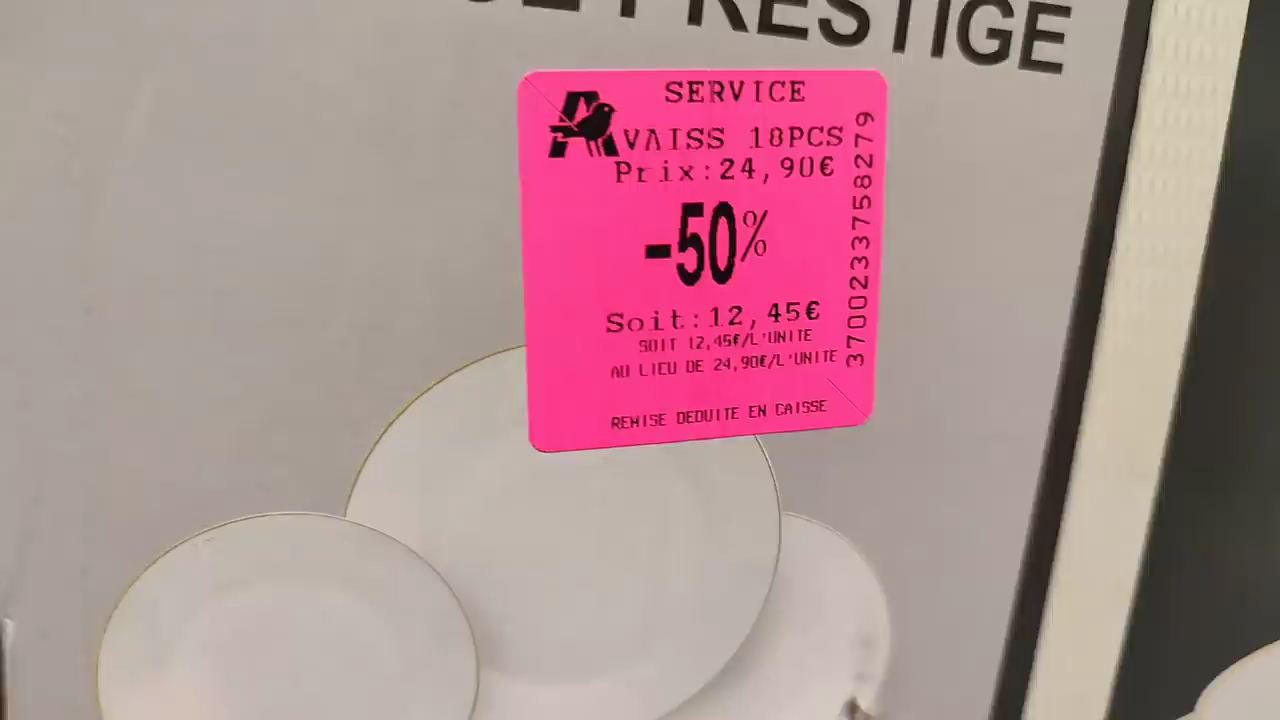 PRESTIGE
SERVICE
VAISS 18PCS
Prix:24,90€
-50%
Soit:12,45€
SOIT 12,45€/L'UNITE
AU LIEU DE 24,90€/L'UNITE
REMISE DEDUITE EN CAISSE
3700233758279